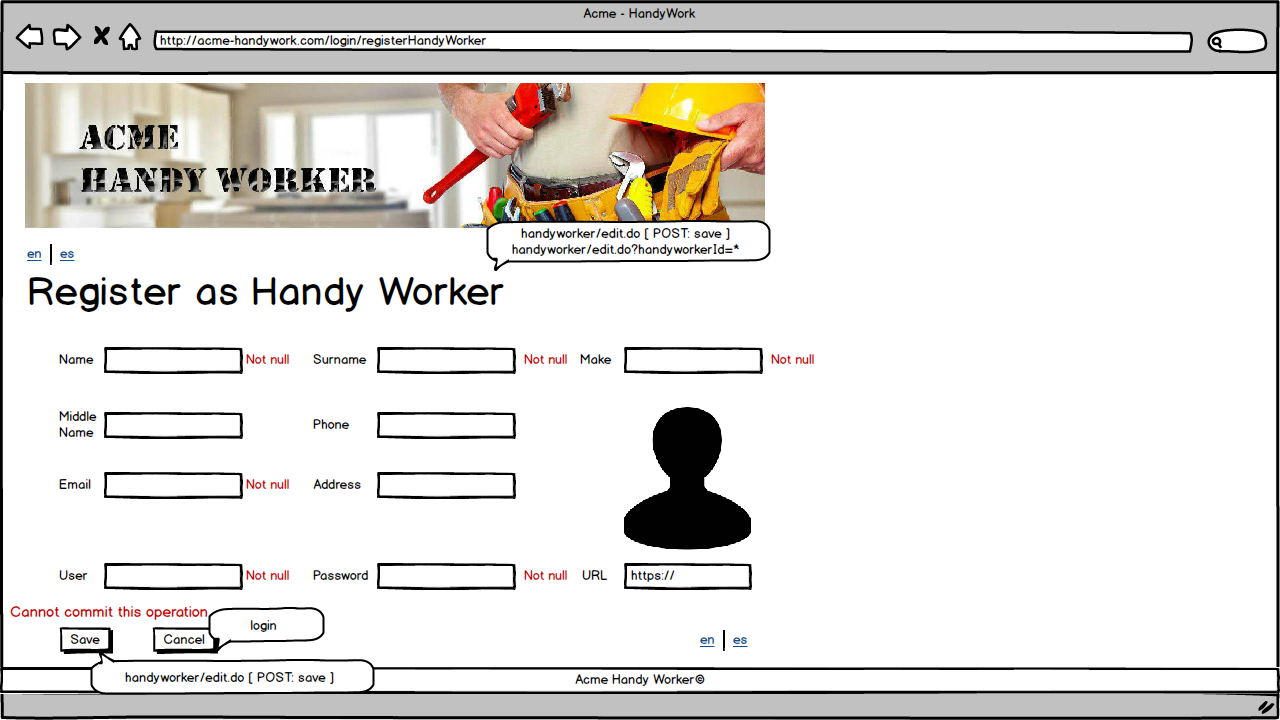 Acme - HandyWork
http://acme-handywork.com/login/registerHandyWorker
ACME
HANDY WORKER
handyworker/edit.do [ POST: save ]
handyworker/edit.do?handyworkerId=*
en | es
Register as Handy Worker
Name Not null Surname Not null Make Not null
Middle
Name
Phone
Email Not null Address
User Not null Password Not null URL https://
Cannot commit this operation
login
Save Cancel
en | es
handyworker/edit.do [ POST: save ]
Acme Handy Worker©